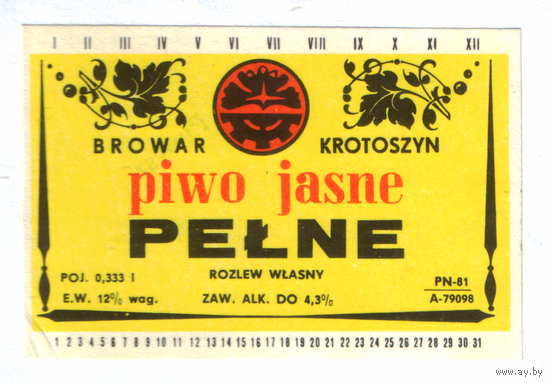 I II III IV V VI VII VIII IX X XI XII
BROWAR KROTOSZYN
piwo jasne
PEŁNE
ROZLEW WŁASNY
POJ. 0,333 l
E.W. 12% wag.
ZAW. ALK. DO 4,3%
PN-81
A-79098
1 2 3 4 5 6 7 8 9 10 11 12 13 14 15 16 17 18 19 20 21 22 23 24 25 26 27 28 29 30 31
www.ay.by